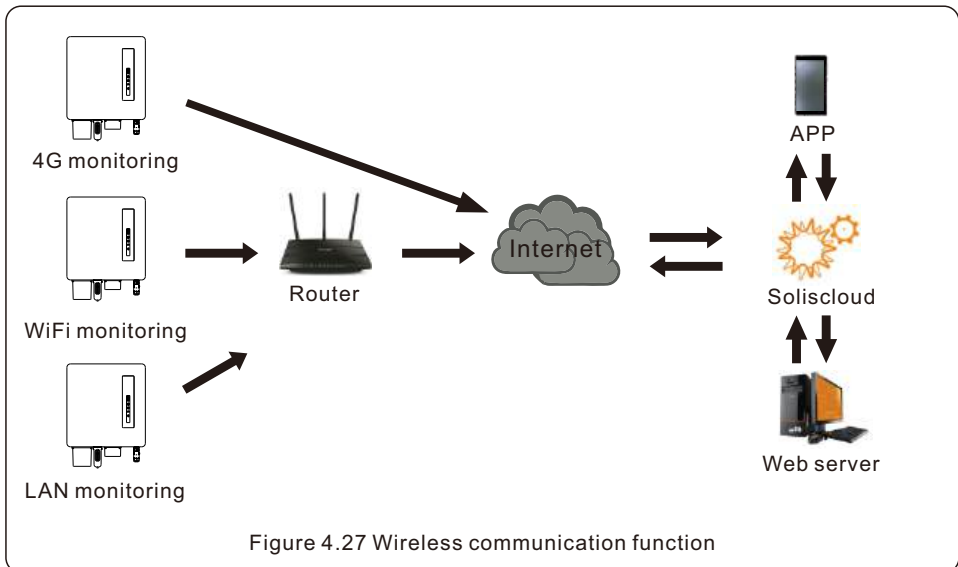 4G monitoring
WiFi monitoring
LAN monitoring
Router
Internet
APP
Soliscloud
Web server
Figure 4.27 Wireless communication function